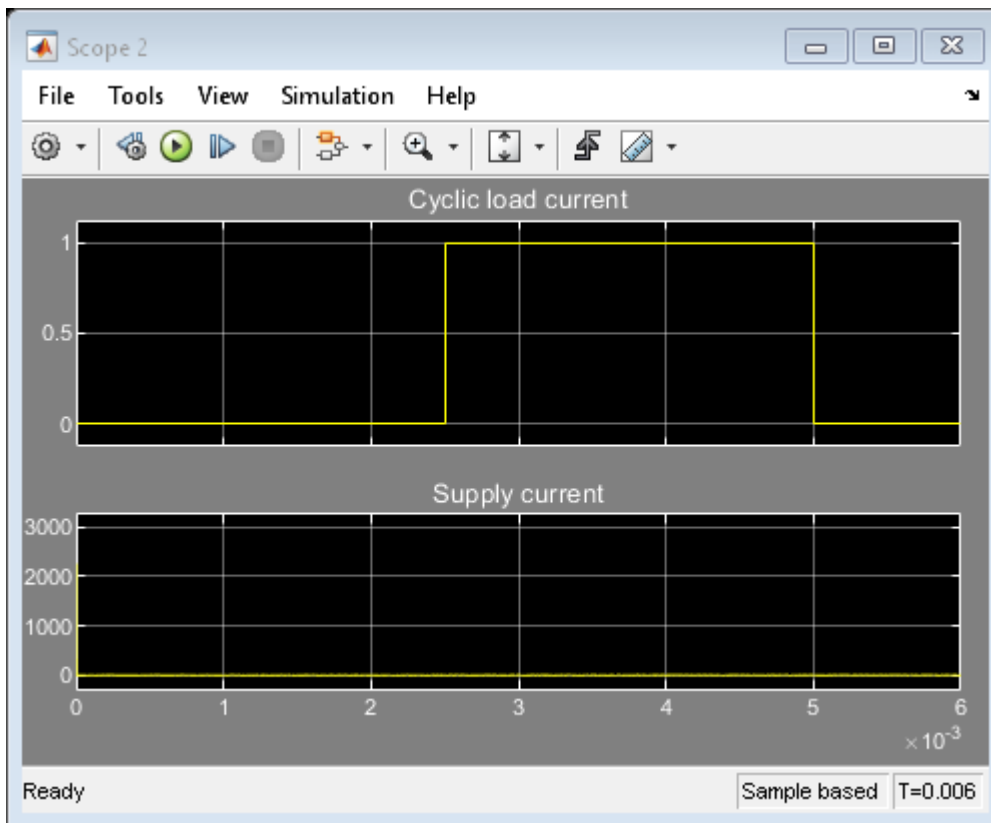 Scope 2
File Tools View Simulation Help
Cyclic load current
1
0.5
0
Supply current
3000
2000
1000
0
0 1 2 3 4 5 6
×10⁻³
Ready Sample based T=0.006